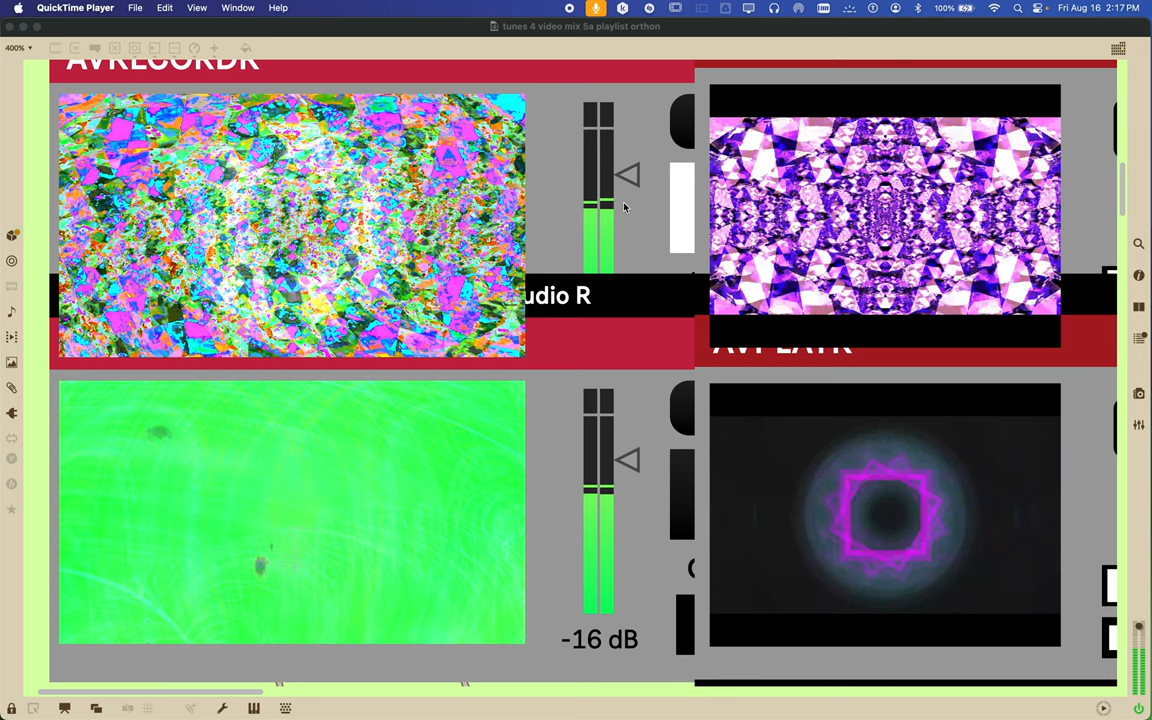 QuickTime Player File Edit View Window Help 100% Fri Aug 16 2:17 PM
tunes 4 video mix 5a playlist orthon
400%
AVRECORDR
udio R
AVPLAYR
-16 dB